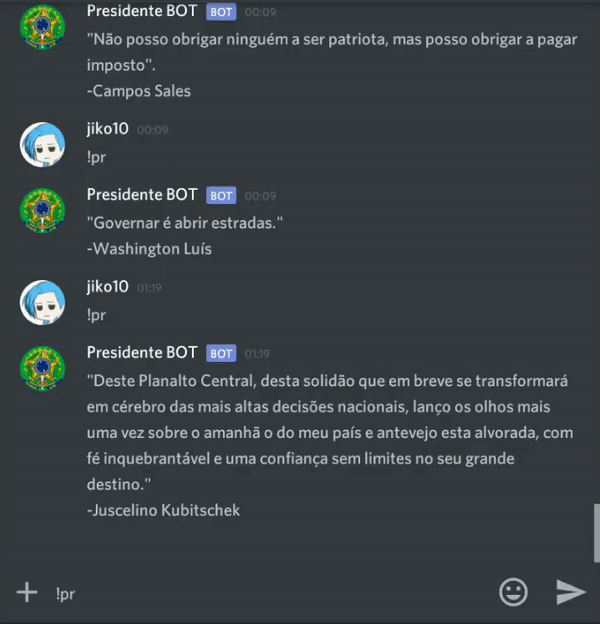 Presidente BOT BOT 00:09
"Não posso obrigar ninguém a ser patriota, mas posso obrigar a pagar
imposto".
-Campos Sales
jiko10 00:09
!pr
Presidente BOT BOT 00:09
"Governar é abrir estradas."
-Washington Luís
jiko10 01:19
!pr
Presidente BOT BOT 01:19
"Deste Planalto Central, desta solidão que em breve se transformará
em cérebro das mais altas decisões nacionais, lanço os olhos mais
uma vez sobre o amanhã o do meu país e antevejo esta alvorada, com
fé inquebrantável e uma confiança sem limites no seu grande
destino."
-Juscelino Kubitschek
!pr